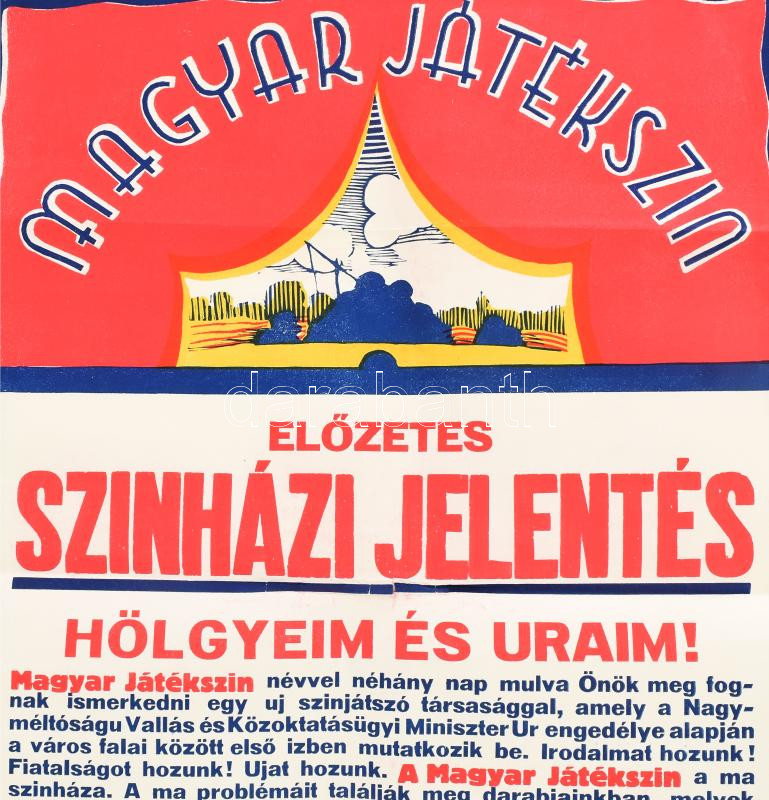 MAGYAR JÁTÉKSZIN
darabanth
ELŐZETES
SZINHÁZI JELENTÉS
HÖLGYEIM ÉS URAIM!
Magyar Játékszin névvel néhány nap mulva Önök meg fog-
nak ismerkedni egy uj szinjátszó társasággal, amely a Nagy-
méltóságu Vallás és Közoktatásügyi Miniszter Ur engedélye alapján
a város falai között első izben mutatkozik be. Irodalmat hozunk!
Fiatalságot hozunk! Ujat hozunk. A Magyar Játékszin a ma
szinháza. A ma problémáit találják meg darabjainkban, melyek